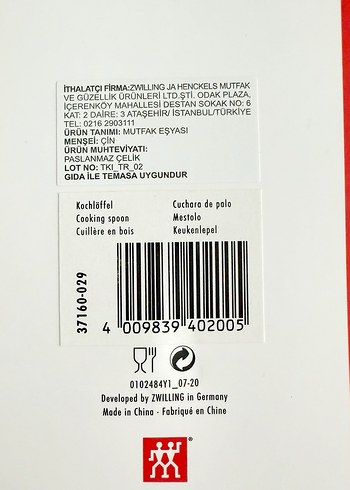 İTHALATÇI FİRMA:ZWILLING JA HENCKELS MUTFAK
VE GÜZELLİK ÜRÜNLERİ LTD.ŞTİ. ODAK PLAZA,
İÇERENKÖY MAHALLESİ DESTAN SOKAK NO: 6
KAT: 2 DAİRE: 3 ATAŞEHİR/ İSTANBUL/TÜRKİYE
TEL: 0216 2903111
ÜRÜN TANIMI: MUTFAK EŞYASI
MENŞEİ: ÇİN
ÜRÜN MUHTEVİYATI:
PASLANMAZ ÇELİK
LOT NO: TKI_TR_02
GIDA İLE TEMASA UYGUNDUR
Kochlöffel
Cooking spoon
Cuillère en bois
Cuchara de palo
Mestolo
Keukenlepel
37160-029
4 009839 402005
0102484Y1_07-20
Developed by ZWILLING in Germany
Made in China · Fabriqué en Chine
®